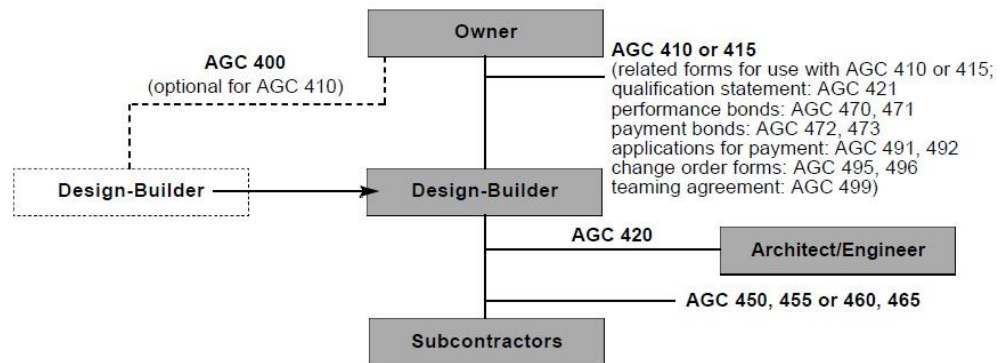 Owner
AGC 400
(optional for AGC 410)
AGC 410 or 415
(related forms for use with AGC 410 or 415;
qualification statement: AGC 421
performance bonds: AGC 470, 471
payment bonds: AGC 472, 473
applications for payment: AGC 491, 492
change order forms: AGC 495, 496
teaming agreement: AGC 499)
Design-Builder
Design-Builder
AGC 420
Architect/Engineer
AGC 450, 455 or 460, 465
Subcontractors